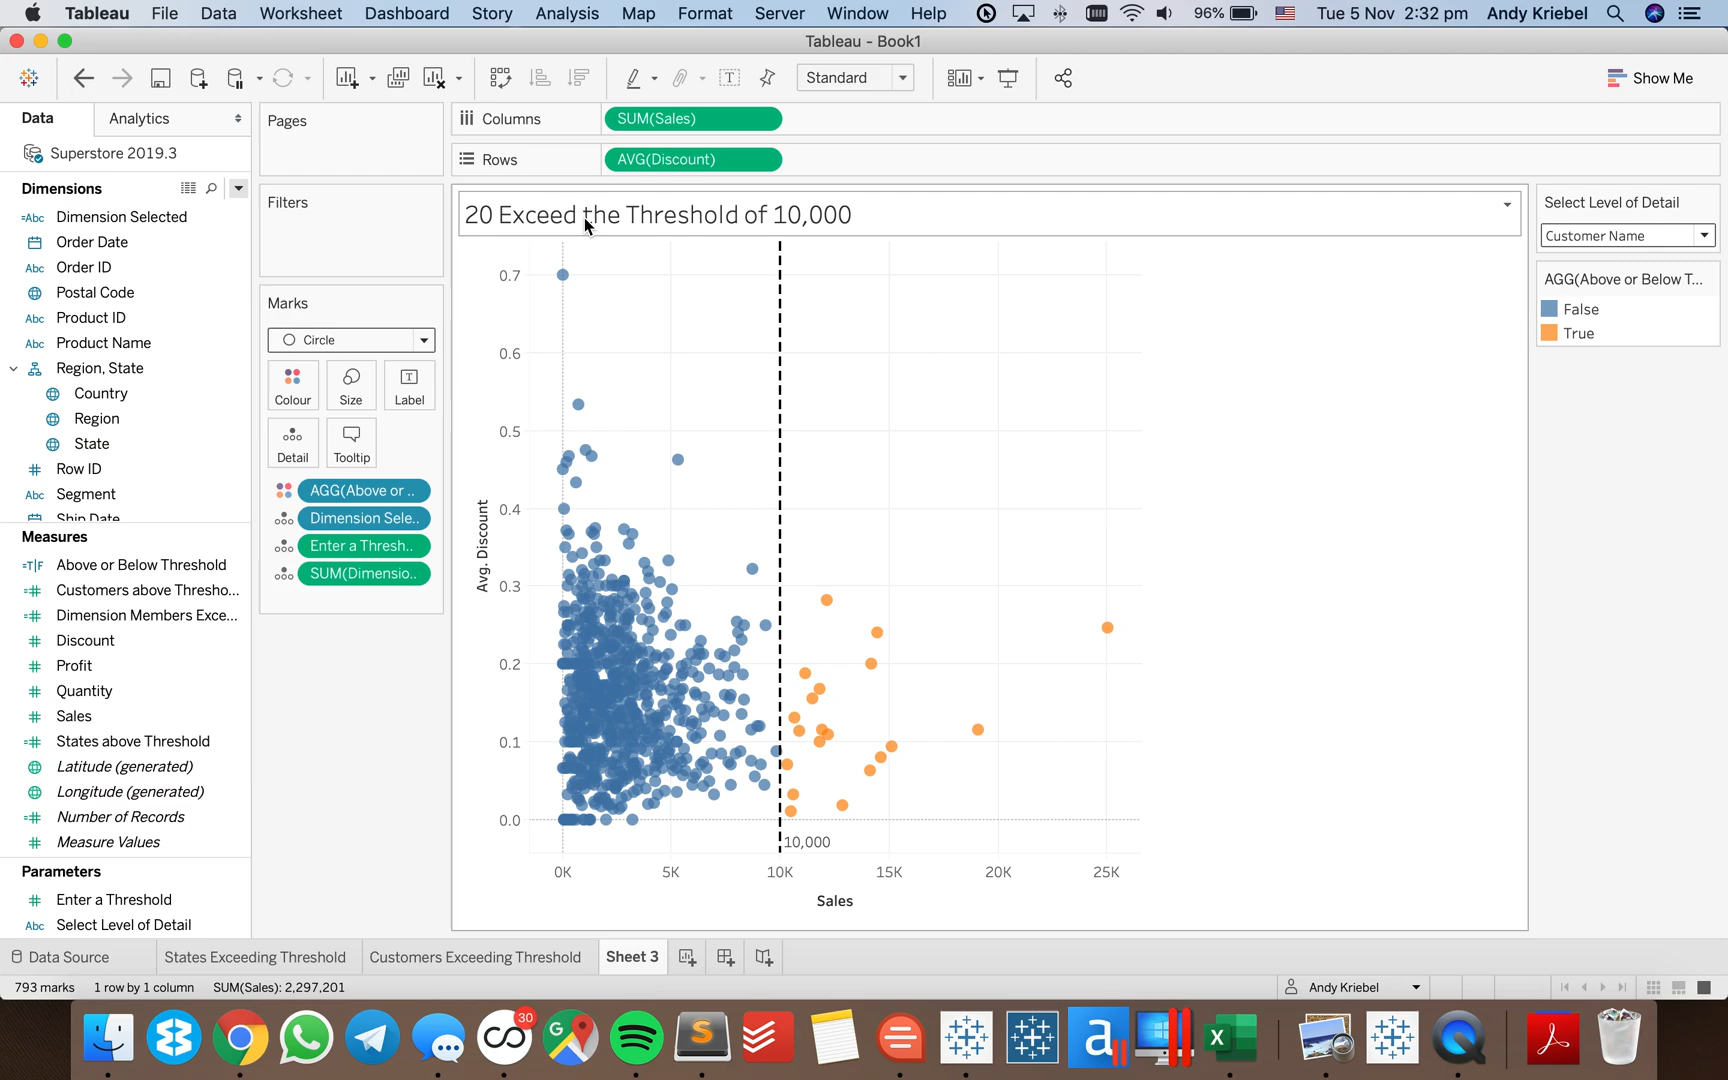 Tableau File Data Worksheet Dashboard Story Analysis Map Format Server Window Help 96% Tue 5 Nov 2:32 pm Andy Kriebel
Tableau - Book1
Standard Show Me
Data Analytics
Superstore 2019.3
Dimensions
Dimension Selected
Order Date
Order ID
Postal Code
Product ID
Product Name
Region, State
Country
Region
State
Row ID
Segment
Ship Date
Measures
Above or Below Threshold
Customers above Thresho...
Dimension Members Exce...
Discount
Profit
Quantity
Sales
States above Threshold
Latitude (generated)
Longitude (generated)
Number of Records
Measure Values
Parameters
Enter a Threshold
Select Level of Detail
Pages
Filters
Marks
Circle
Colour Size Label
Detail Tooltip
AGG(Above or ..
Dimension Sele..
Enter a Thresh..
SUM(Dimensio..
Columns SUM(Sales)
Rows AVG(Discount)
20 Exceed the Threshold of 10,000
Avg. Discount
0.7
0.6
0.5
0.4
0.3
0.2
0.1
0.0
10,000
0K 5K 10K 15K 20K 25K
Sales
Select Level of Detail
Customer Name
AGG(Above or Below T...
False
True
Data Source States Exceeding Threshold Customers Exceeding Threshold Sheet 3
793 marks 1 row by 1 column SUM(Sales): 2,297,201 Andy Kriebel
30